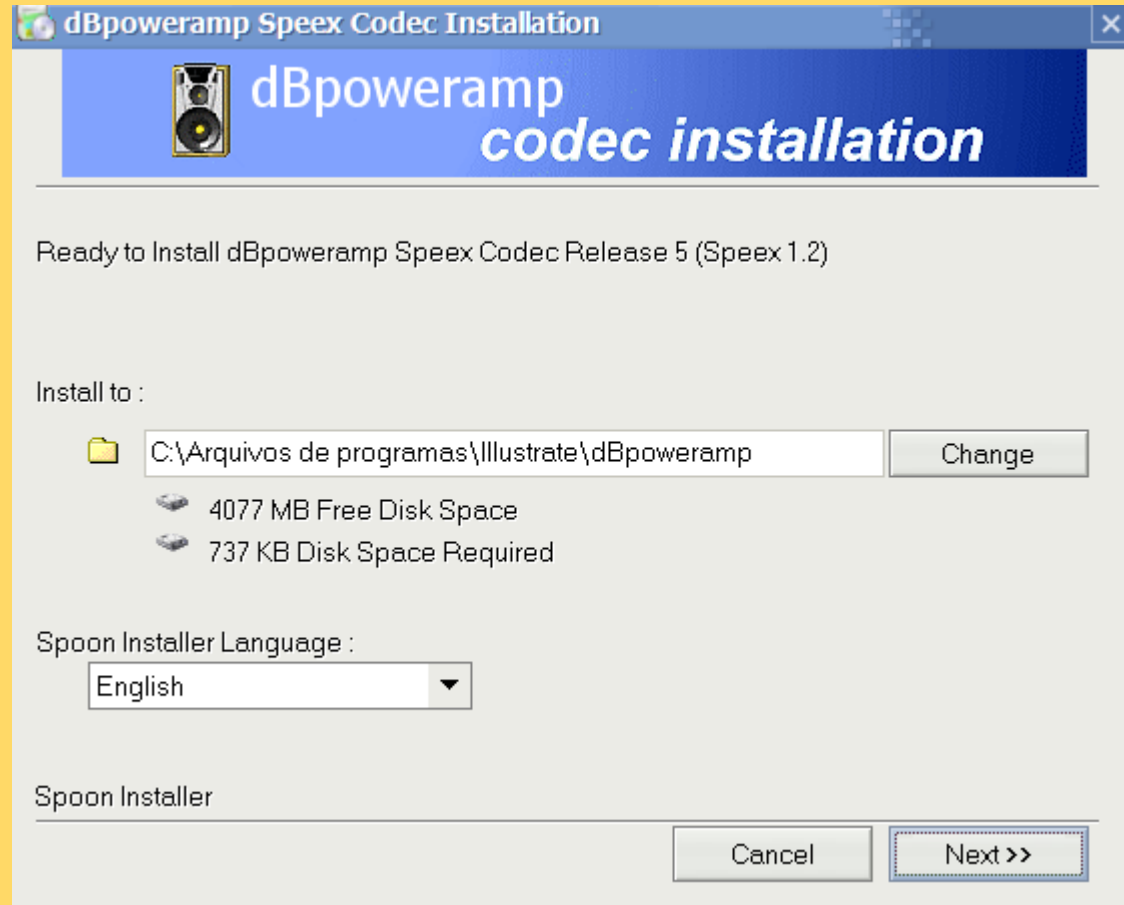 dBpoweramp Speex Codec Installation
dBpoweramp
codec installation
Ready to Install dBpoweramp Speex Codec Release 5 (Speex 1.2)
Install to :
C:\Arquivos de programas\Illustrate\dBpoweramp
Change
4077 MB Free Disk Space
737 KB Disk Space Required
Spoon Installer Language :
English
Spoon Installer
Cancel
Next >>